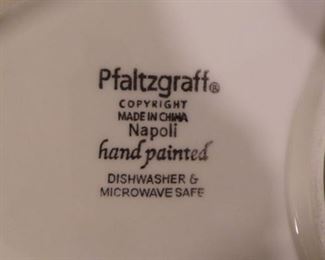 Pfaltzgraff®
COPYRIGHT
MADE IN CHINA
Napoli
hand painted
DISHWASHER &
MICROWAVE SAFE